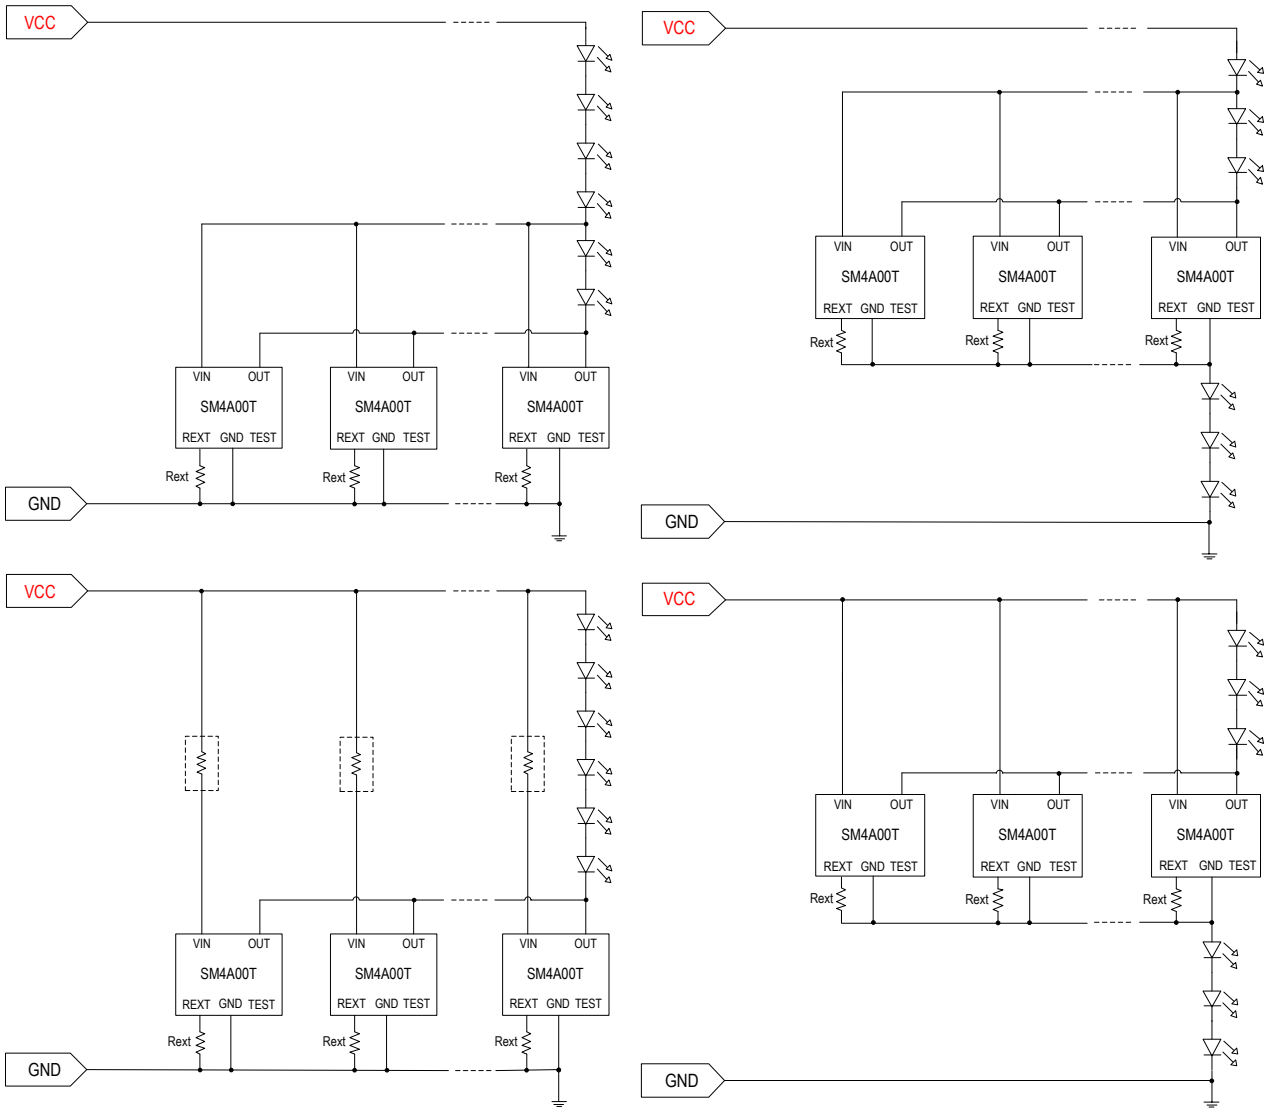 VCC
VIN OUT VIN OUT VIN OUT
SM4A00T SM4A00T SM4A00T
REXT GND TEST REXT GND TEST REXT GND TEST
Rext Rext Rext
GND
VCC
VIN OUT VIN OUT VIN OUT
SM4A00T SM4A00T SM4A00T
REXT GND TEST REXT GND TEST REXT GND TEST
Rext Rext Rext
GND
VCC
VIN OUT VIN OUT VIN OUT
SM4A00T SM4A00T SM4A00T
REXT GND TEST REXT GND TEST REXT GND TEST
Rext Rext Rext
GND
VCC
VIN OUT VIN OUT VIN OUT
SM4A00T SM4A00T SM4A00T
REXT GND TEST REXT GND TEST REXT GND TEST
Rext Rext Rext
GND